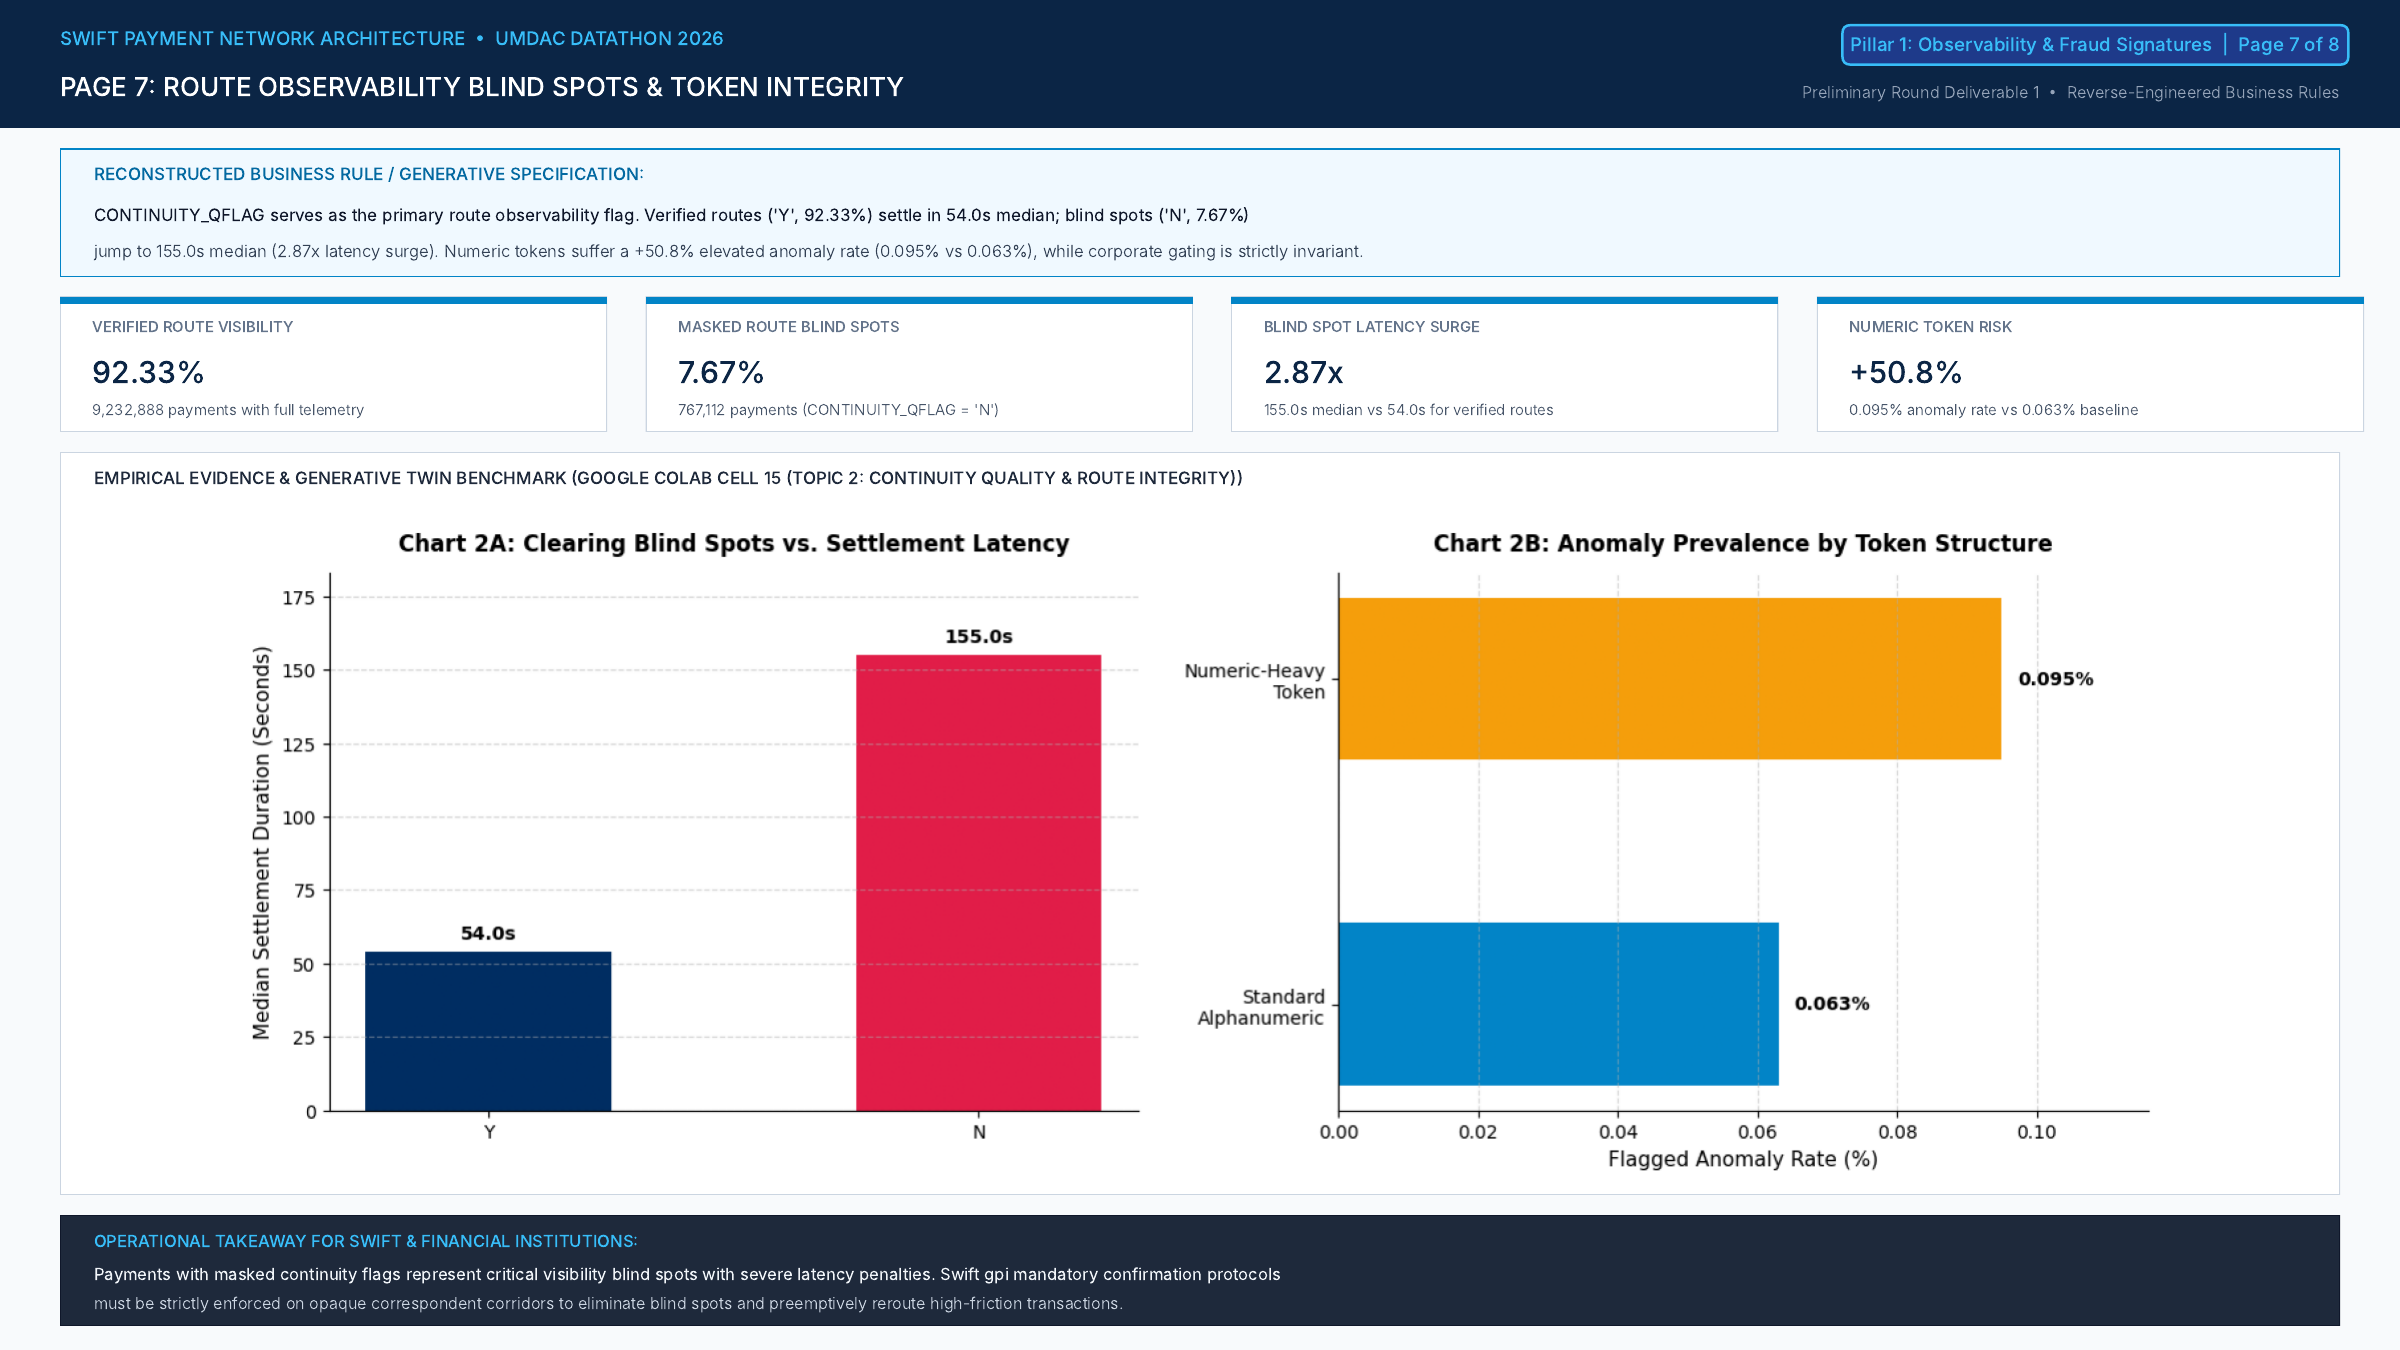 SWIFT PAYMENT NETWORK ARCHITECTURE • UMDAC DATATHON 2026
PAGE 7: ROUTE OBSERVABILITY BLIND SPOTS & TOKEN INTEGRITY
Pillar 1: Observability & Fraud Signatures | Page 7 of 8
Preliminary Round Deliverable 1 • Reverse-Engineered Business Rules
RECONSTRUCTED BUSINESS RULE / GENERATIVE SPECIFICATION:
CONTINUITY_QFLAG serves as the primary route observability flag. Verified routes ('Y', 92.33%) settle in 54.0s median; blind spots ('N', 7.67%)
jump to 155.0s median (2.87x latency surge). Numeric tokens suffer a +50.8% elevated anomaly rate (0.095% vs 0.063%), while corporate gating is strictly invariant.
VERIFIED ROUTE VISIBILITY
92.33%
9,232,888 payments with full telemetry
MASKED ROUTE BLIND SPOTS
7.67%
767,112 payments (CONTINUITY_QFLAG = 'N')
BLIND SPOT LATENCY SURGE
2.87x
155.0s median vs 54.0s for verified routes
NUMERIC TOKEN RISK
+50.8%
0.095% anomaly rate vs 0.063% baseline
EMPIRICAL EVIDENCE & GENERATIVE TWIN BENCHMARK (GOOGLE COLAB CELL 15 (TOPIC 2: CONTINUITY QUALITY & ROUTE INTEGRITY))
Chart 2A: Clearing Blind Spots vs. Settlement Latency
Median Settlement Duration (Seconds)
175
150
125
100
75
50
25
0
54.0s
155.0s
Y
N
Chart 2B: Anomaly Prevalence by Token Structure
Numeric-Heavy
Token
0.095%
Standard
Alphanumeric
0.063%
0.00
0.02
0.04
0.06
0.08
0.10
Flagged Anomaly Rate (%)
OPERATIONAL TAKEAWAY FOR SWIFT & FINANCIAL INSTITUTIONS:
Payments with masked continuity flags represent critical visibility blind spots with severe latency penalties. Swift gpi mandatory confirmation protocols
must be strictly enforced on opaque correspondent corridors to eliminate blind spots and preemptively reroute high-friction transactions.